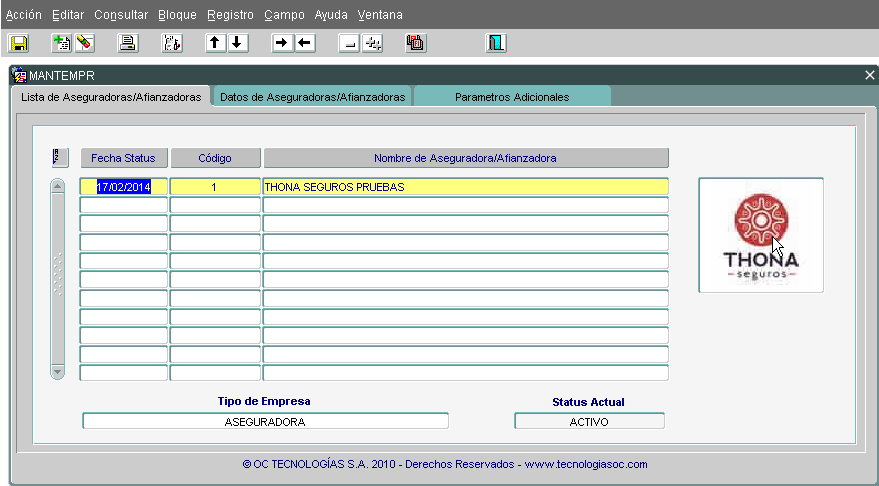 Acción Editar Consultar Bloque Registro Campo Ayuda Ventana
MANTEMPR
Lista de Aseguradoras/Afianzadoras Datos de Aseguradoras/Afianzadoras Parametros Adicionales
Fecha Status Código Nombre de Aseguradora/Afianzadora
17/02/2014 1 THONA SEGUROS PRUEBAS
THONA
seguros
Tipo de Empresa Status Actual
ASEGURADORA ACTIVO
© OC TECNOLOGÍAS S.A. 2010 - Derechos Reservados - www.tecnologiasoc.com